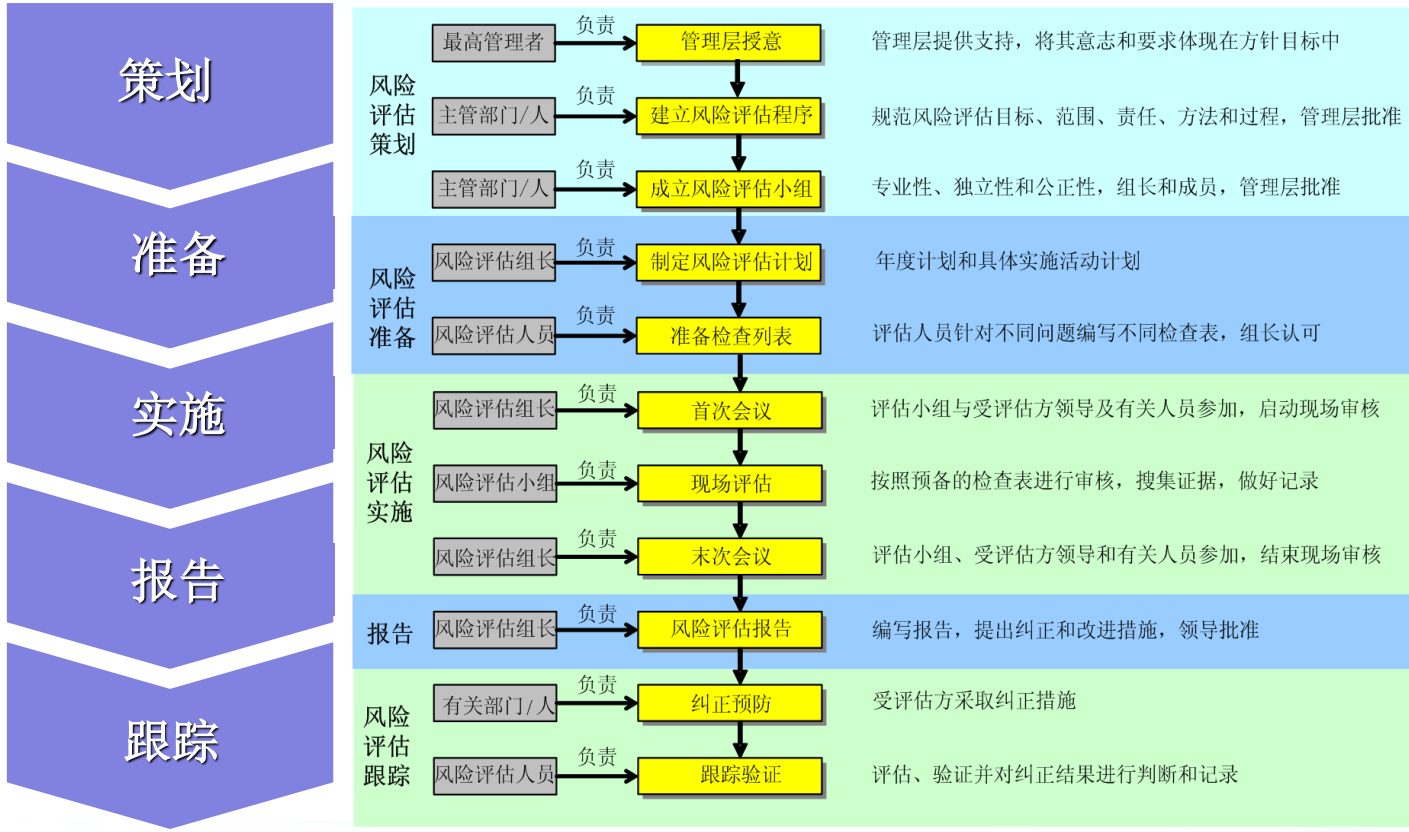 策划
准备
实施
报告
跟踪
风险
评估
策划
最高管理者
负责
管理层授意
管理层提供支持，将其意志和要求体现在方针目标中
主管部门/人
负责
建立风险评估程序
规范风险评估目标、范围、责任、方法和过程，管理层批准
主管部门/人
负责
成立风险评估小组
专业性、独立性和公正性，组长和成员，管理层批准
风险
评估
准备
风险评估组长
负责
制定风险评估计划
年度计划和具体实施活动计划
风险评估人员
负责
准备检查列表
评估人员针对不同问题编写不同检查表，组长认可
风险
评估
实施
风险评估组长
负责
首次会议
评估小组与受评估方领导及有关人员参加，启动现场审核
风险评估小组
负责
现场评估
按照预备的检查表进行审核，搜集证据，做好记录
风险评估组长
负责
末次会议
评估小组、受评估方领导和有关人员参加，结束现场审核
报告
风险评估组长
负责
风险评估报告
编写报告，提出纠正和改进措施，领导批准
风险
评估
跟踪
有关部门/人
负责
纠正预防
受评估方采取纠正措施
风险评估人员
负责
跟踪验证
评估、验证并对纠正结果进行判断和记录